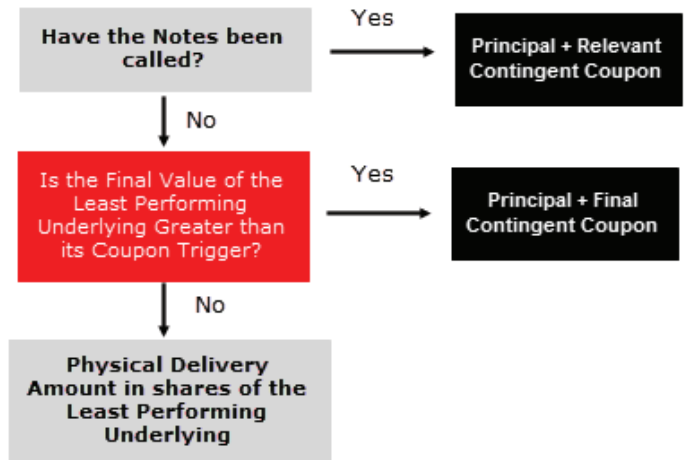 Have the Notes been
called?
Yes
Principal + Relevant
Contingent Coupon
No
Is the Final Value of the
Least Performing
Underlying Greater than
its Coupon Trigger?
Yes
Principal + Final
Contingent Coupon
No
Physical Delivery
Amount in shares of the
Least Performing
Underlying